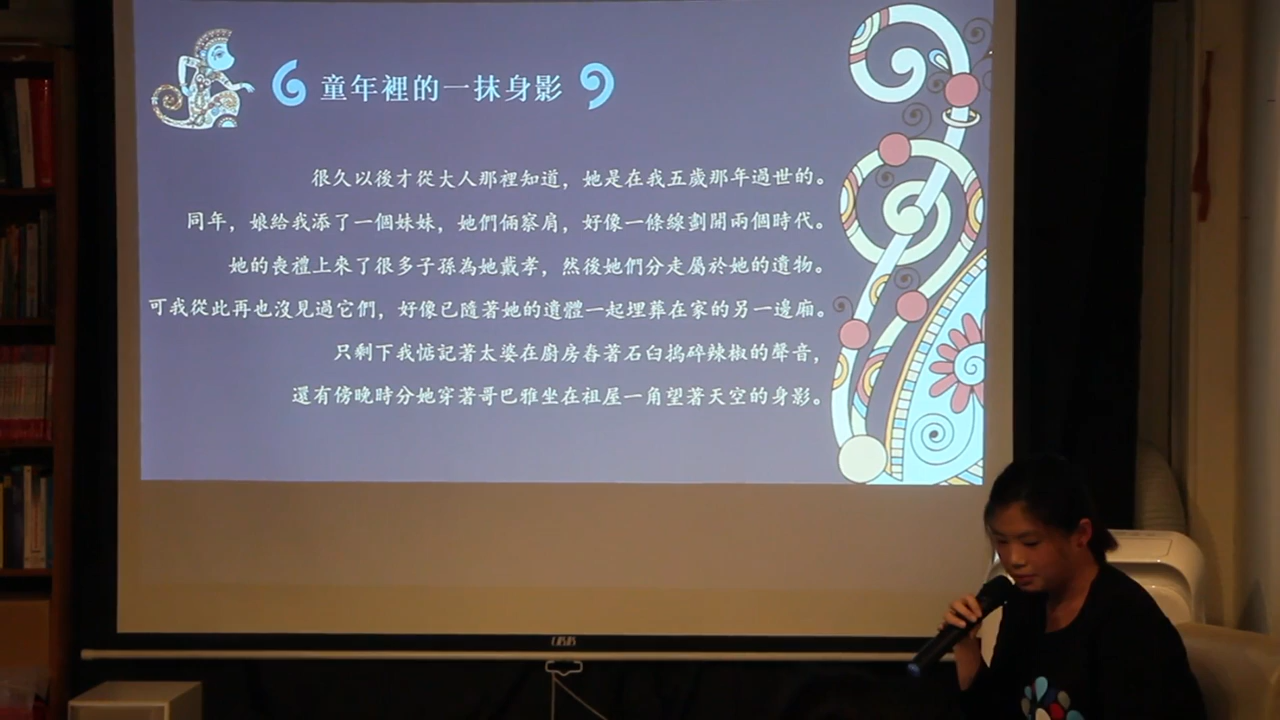 童年裡的一抹身影
很久以後才從大人那裡知道，她是在我五歲那年過世的。
同年，娘給我添了一個妹妹，她們倆察肩，好像一條線劃開兩個時代。
她的喪禮上來了很多子孫為她戴孝，然後她們分走屬於她的遺物。
可我從此再也沒見過它們，好像已隨著她的遺體一起埋葬在家的另一邊廂。
只剩下我惦記著太婆在廚房舂著石臼搗碎辣椒的聲音，
還有傍晚時分她穿著哥巴雅坐在祖屋一角望著天空的身影。